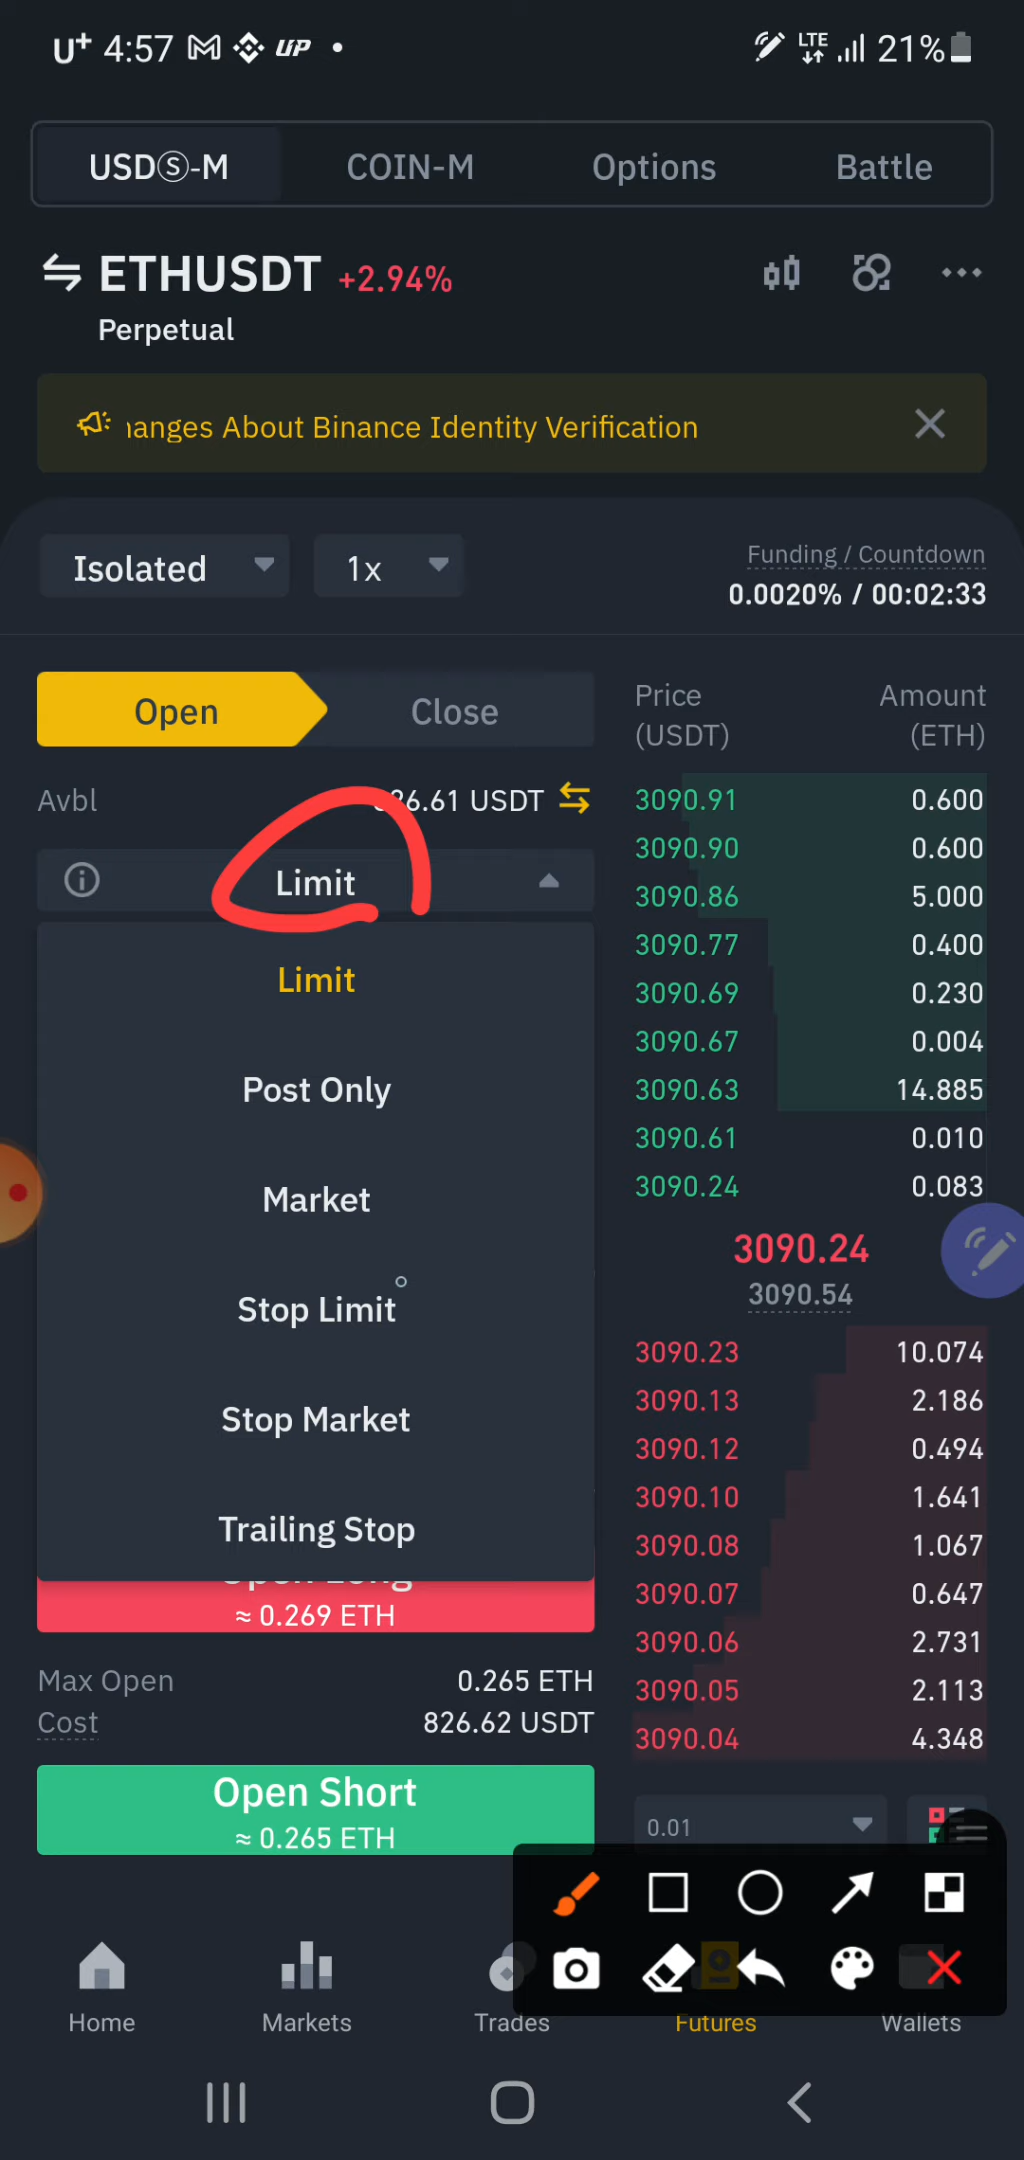 U+ 4:57 UP LTE 21%
USDⓈ-M COIN-M Options Battle
ETHUSDT +2.94%
Perpetual
hanges About Binance Identity Verification
Isolated 1x
Funding / Countdown
0.0020% / 00:02:33
Open Close
Price Amount
(USDT) (ETH)
Avbl 826.61 USDT
3090.91 0.600
3090.90 0.600
Limit
3090.86 5.000
3090.77 0.400
Limit
3090.69 0.230
3090.67 0.004
Post Only
3090.63 14.885
3090.61 0.010
Market
3090.24 0.083
3090.24
3090.54
Stop Limit
3090.23 10.074
3090.13 2.186
Stop Market
3090.12 0.494
3090.10 1.641
Trailing Stop
3090.08 1.067
Open Long
3090.07 0.647
≈ 0.269 ETH
3090.06 2.731
Max Open 0.265 ETH
3090.05 2.113
Cost 826.62 USDT
3090.04 4.348
Open Short
≈ 0.265 ETH
0.01
Home Markets Trades Futures Wallets